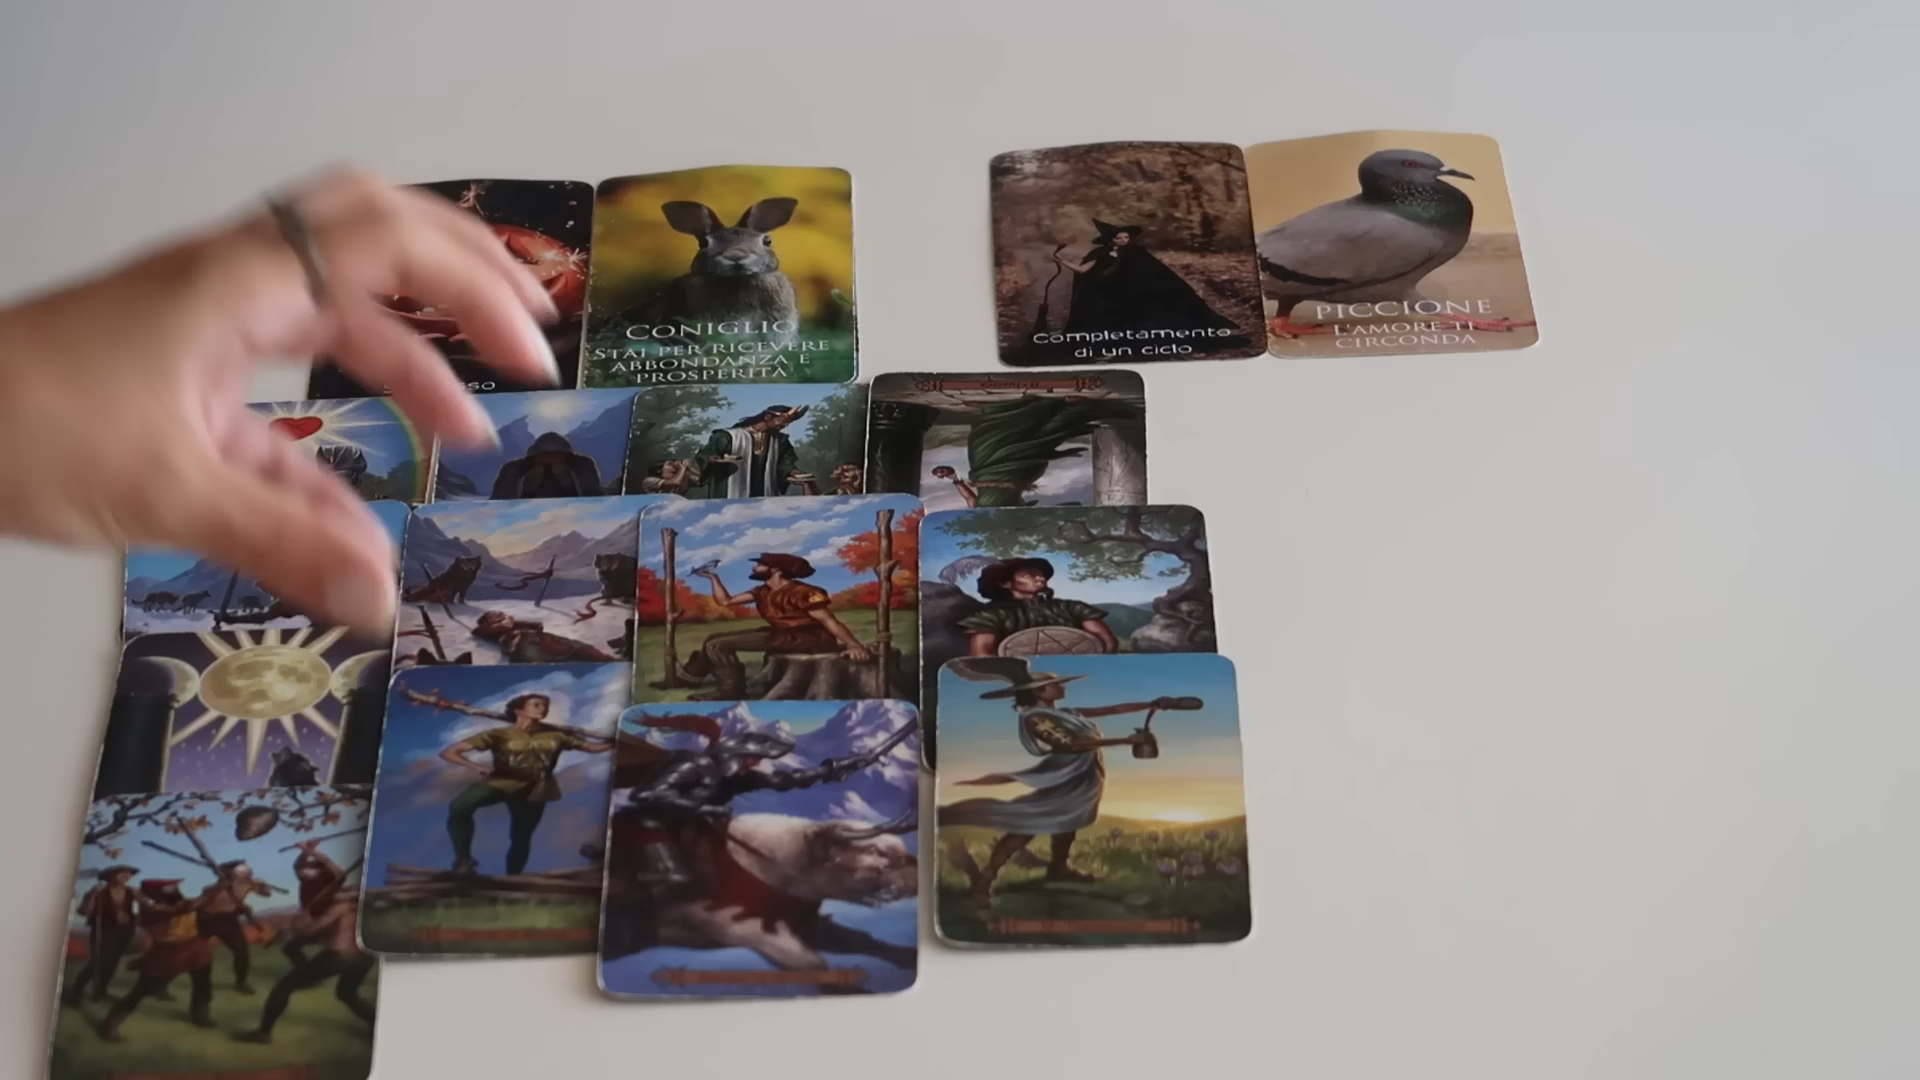 CONIGLIO
STAI PER RICEVERE
ABBONDANZA E
PROSPERITÀ
Completamento
di un ciclo
PICCIONE
L'AMORE TI
CIRCONDA